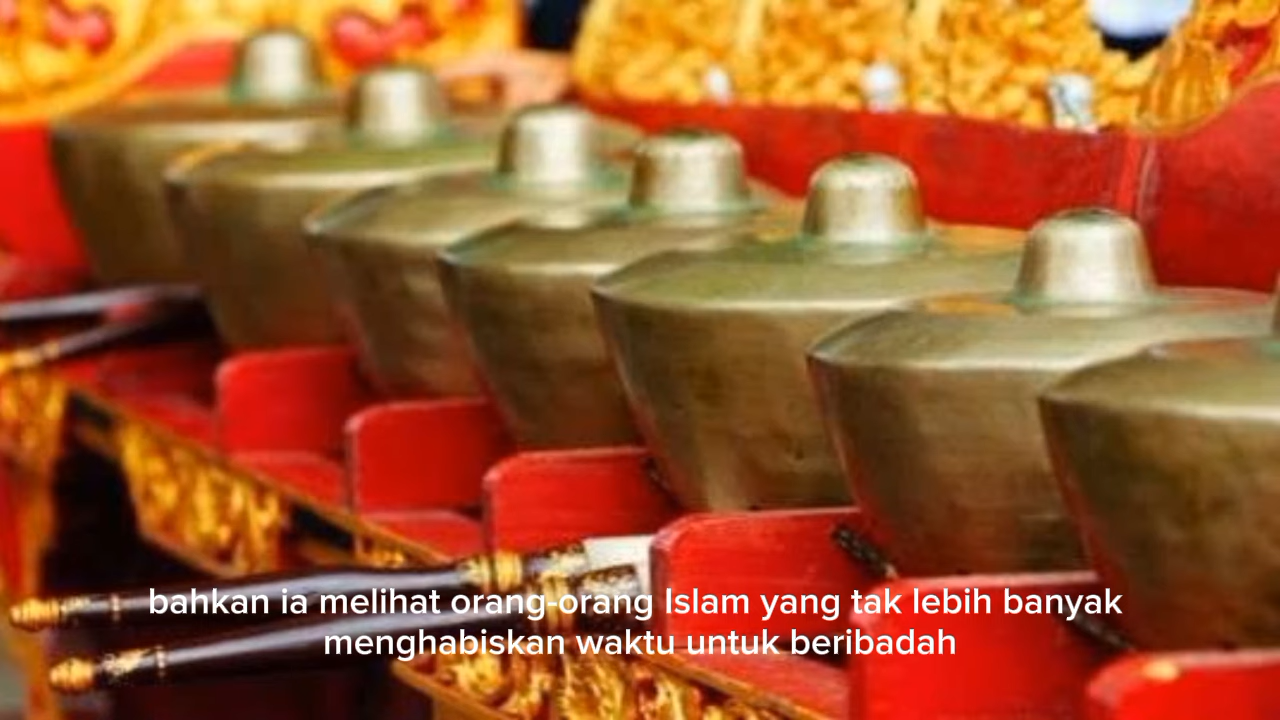 bahkan ia melihat orang-orang Islam yang tak lebih banyak
menghabiskan waktu untuk beribadah